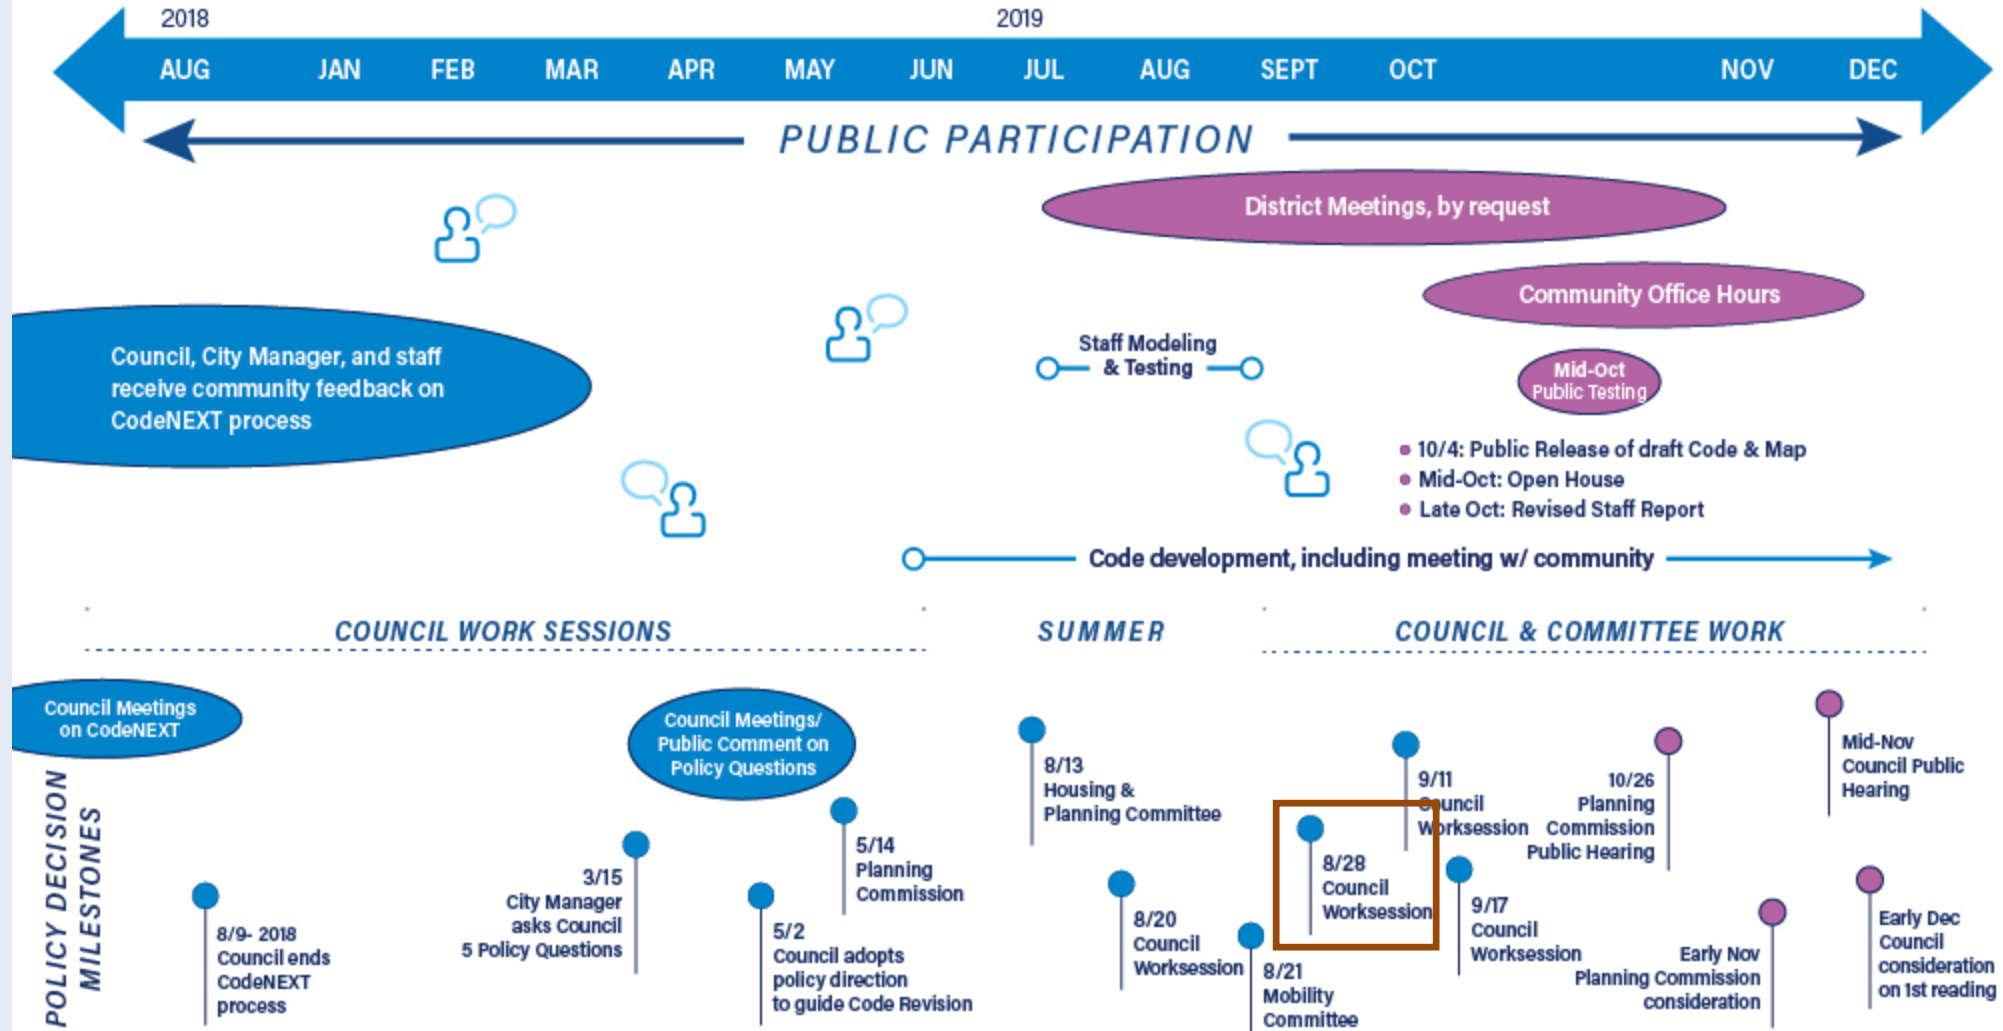 2018
2019
AUG JAN FEB MAR APR MAY JUN JUL AUG SEPT OCT NOV DEC
PUBLIC PARTICIPATION
District Meetings, by request
Community Office Hours
Council, City Manager, and staff
receive community feedback on
CodeNEXT process
Staff Modeling
& Testing
Mid-Oct
Public Testing
10/4: Public Release of draft Code & Map
Mid-Oct: Open House
Late Oct: Revised Staff Report
Code development, including meeting w/ community
COUNCIL WORK SESSIONS
SUMMER
COUNCIL & COMMITTEE WORK
POLICY DECISION
MILESTONES
Council Meetings
on CodeNEXT
8/9- 2018
Council ends
CodeNEXT
process
3/15
City Manager
asks Council
5 Policy Questions
Council Meetings/
Public Comment on
Policy Questions
5/2
Council adopts
policy direction
to guide Code Revision
5/14
Planning
Commission
8/13
Housing &
Planning Committee
8/20
Council
Worksession
8/21
Mobility
Committee
8/28
Council
Worksession
9/11
Council
Worksession
9/17
Council
Worksession
10/26
Planning
Commission
Public Hearing
Early Nov
Planning Commission
consideration
Mid-Nov
Council Public
Hearing
Early Dec
Council
consideration
on 1st reading